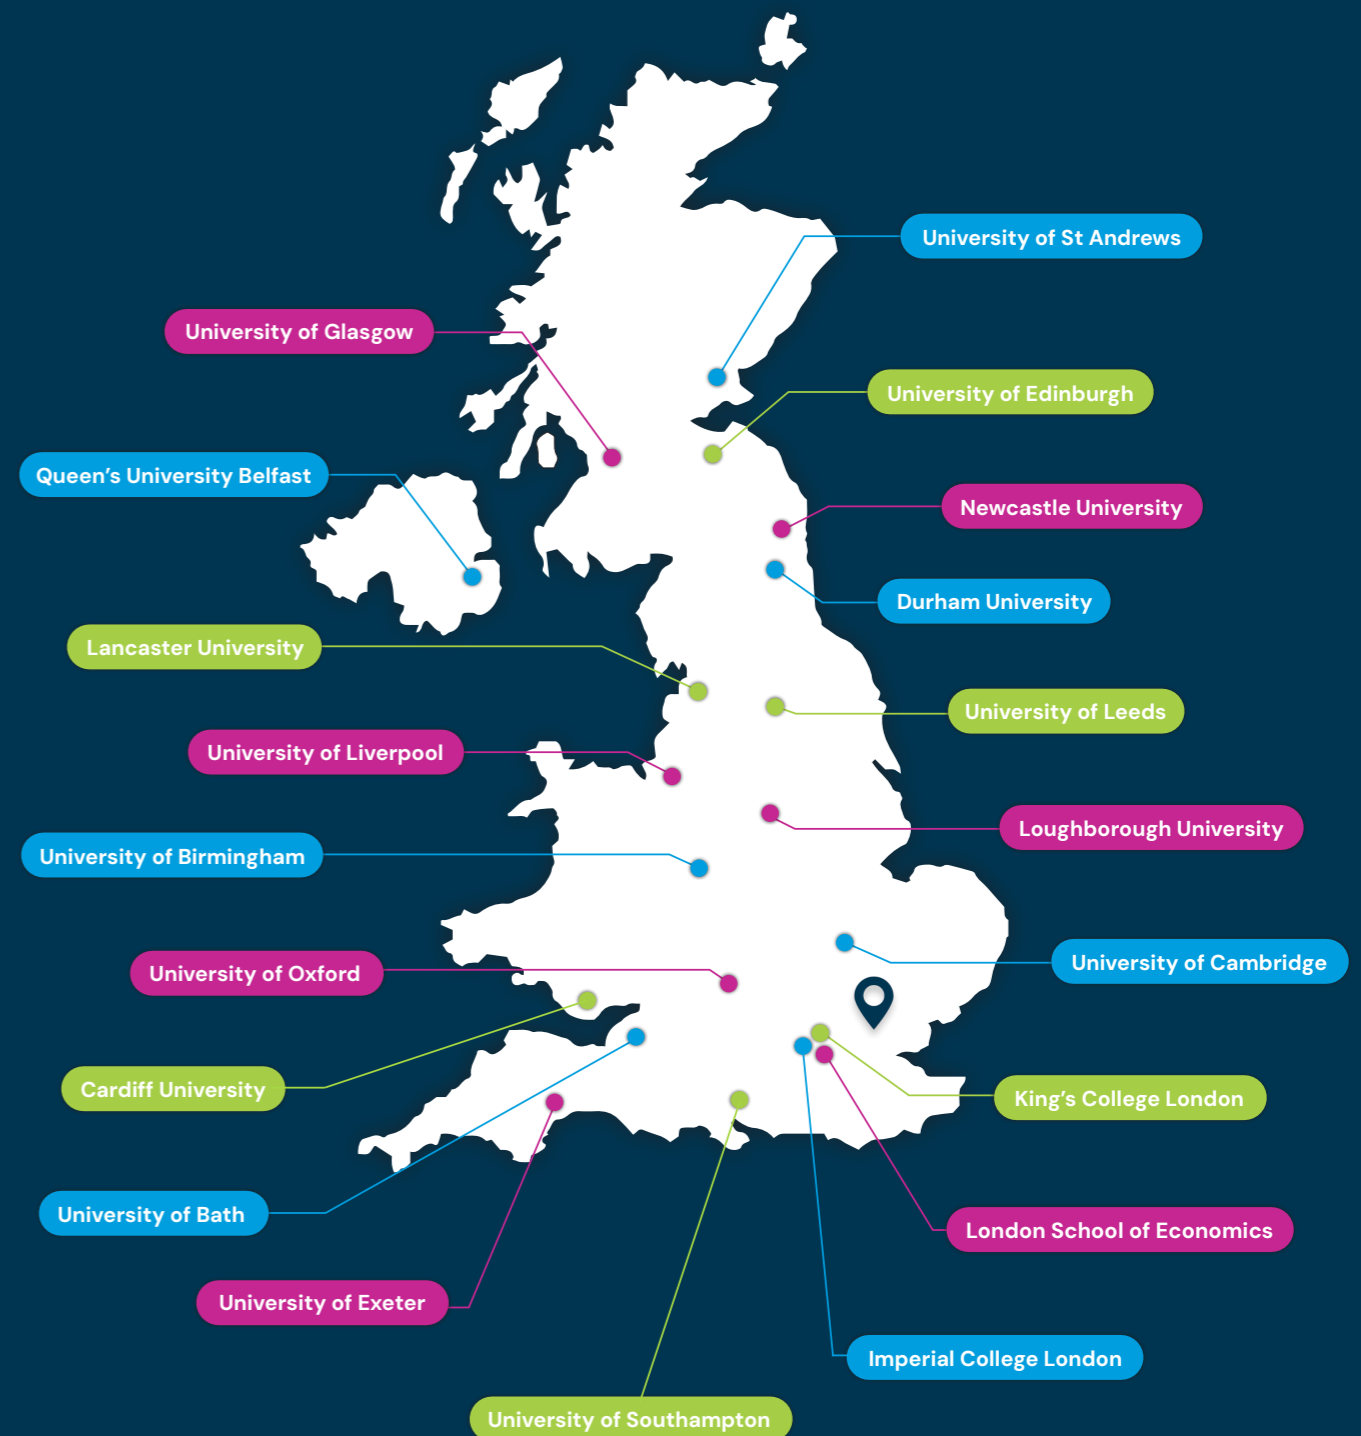 University of St Andrews
University of Glasgow
University of Edinburgh
Queen’s University Belfast
Newcastle University
Durham University
Lancaster University
University of Leeds
University of Liverpool
Loughborough University
University of Birmingham
University of Cambridge
University of Oxford
Cardiff University
King’s College London
University of Bath
London School of Economics
University of Exeter
Imperial College London
University of Southampton